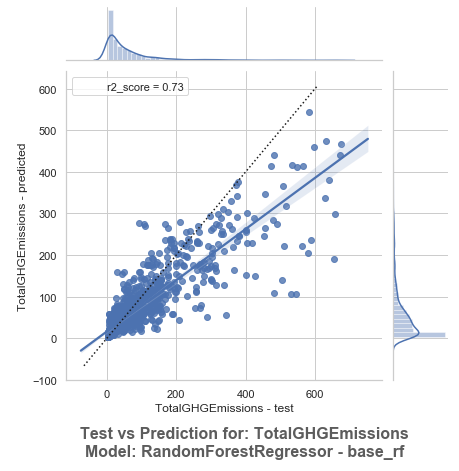 r2_score = 0.73
600
500
400
300
200
100
0
−100
TotalGHGEmissions - predicted
0
200
400
600
TotalGHGEmissions - test
Test vs Prediction for: TotalGHGEmissions
Model: RandomForestRegressor - base_rf